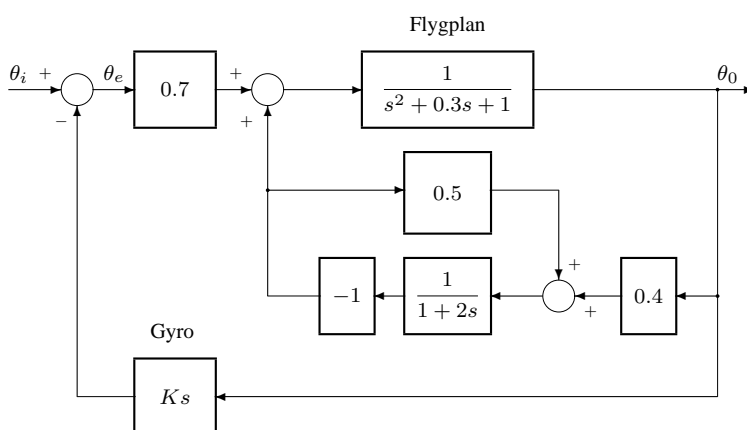 Flygplan
θ_i + θ_e 0.7 + 1 / (s² + 0.3s + 1) θ_0
− +
0.5
+
−1 1 / (1 + 2s) + 0.4
Gyro
Ks